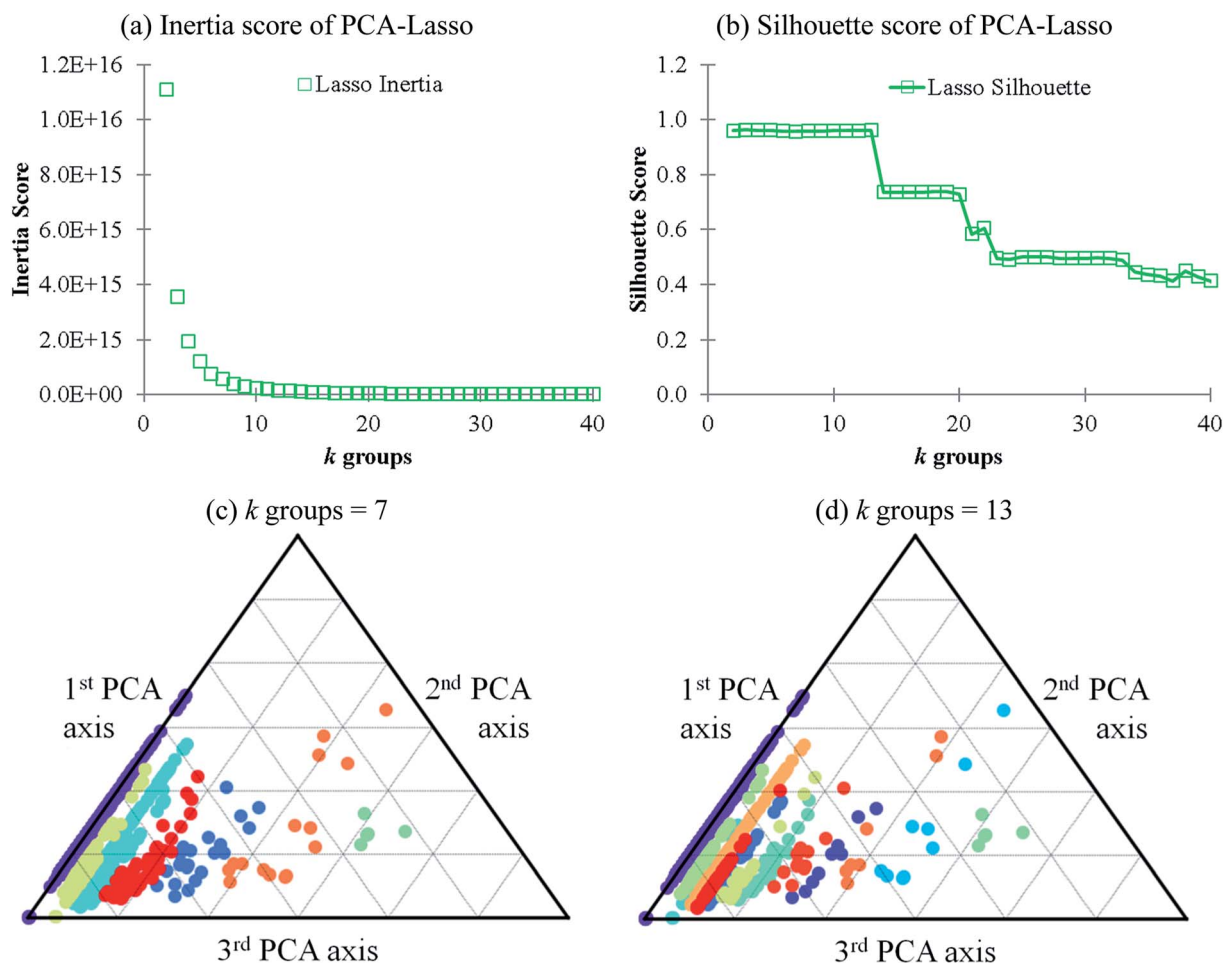 (a) Inertia score of PCA-Lasso
1.2E+16
1.0E+16
8.0E+15
6.0E+15
4.0E+15
2.0E+15
0.0E+00
Inertia Score
Lasso Inertia
0 10 20 30 40
k groups
(b) Silhouette score of PCA-Lasso
1.2
1.0
0.8
0.6
0.4
0.2
0.0
Silhouette Score
Lasso Silhouette
0 10 20 30 40
k groups
(c) k groups = 7
1st PCA
axis
2nd PCA
axis
3rd PCA axis
(d) k groups = 13
1st PCA
axis
2nd PCA
axis
3rd PCA axis